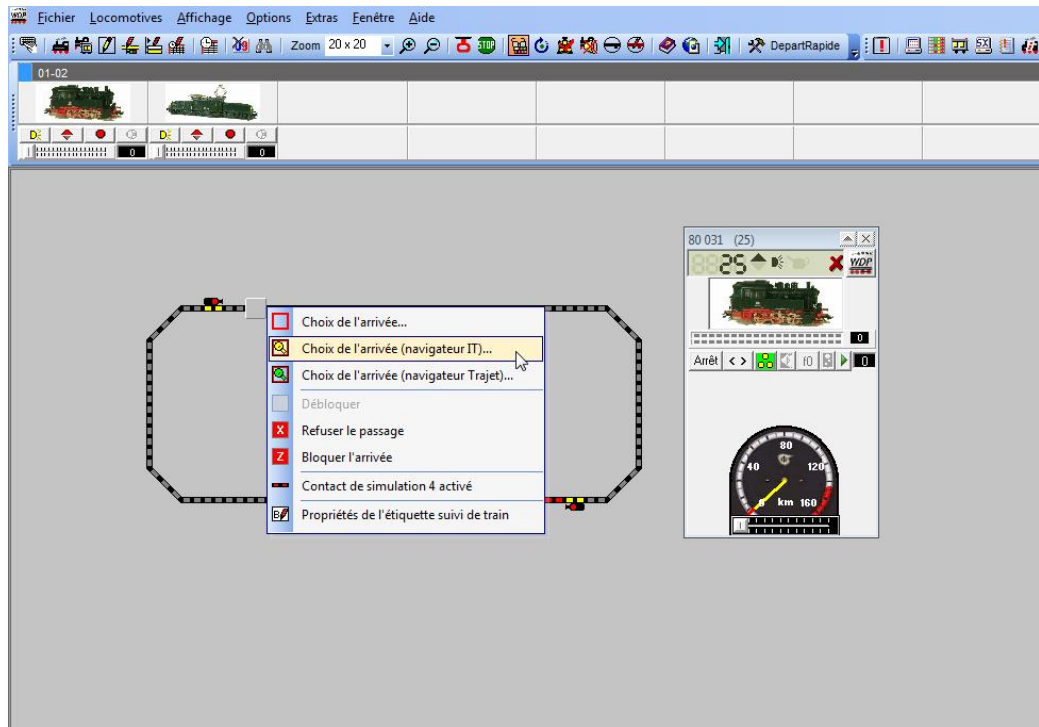 WDP Fichier Locomotives Affichage Options Extras Fenêtre Aide
Zoom 20 x 20 STOP DepartRapide
01-02
0 0
80 031 (25)
25 WDP
0
Arrêt < > f0 0
Choix de l'arrivée...
Choix de l'arrivée (navigateur IT)...
Choix de l'arrivée (navigateur Trajet)...
Débloquer
X Refuser le passage
Z Bloquer l'arrivée
Contact de simulation 4 activé
Propriétés de l'étiquette suivi de train
80
40 120
0 km 160